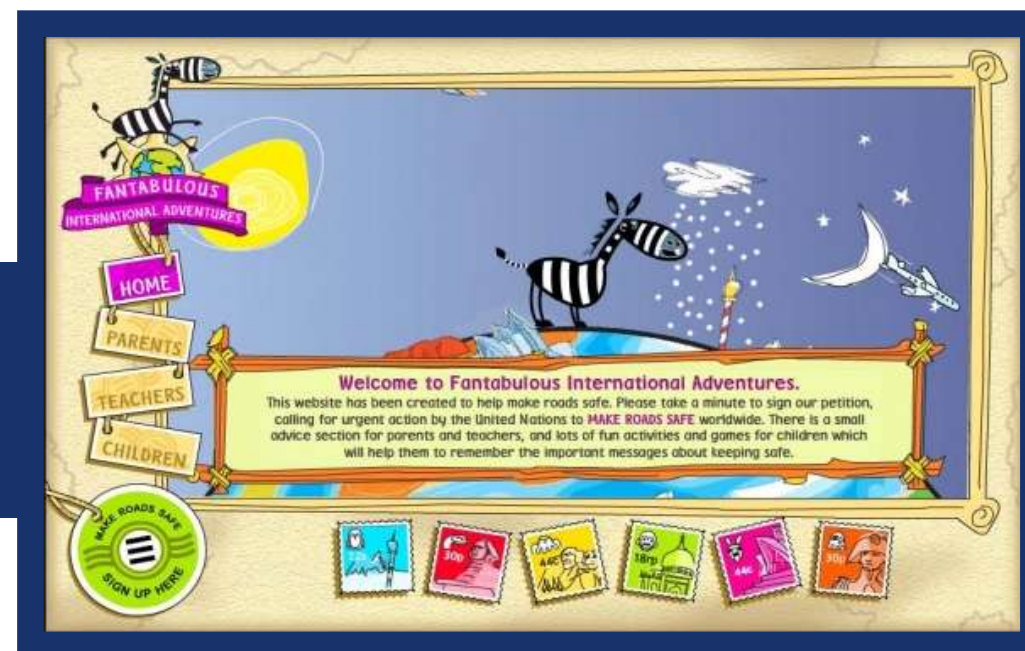 FANTABULOUS
INTERNATIONAL ADVENTURES
HOME
PARENTS
TEACHERS
CHILDREN
Welcome to Fantabulous International Adventures.
This website has been created to help make roads safe. Please take a minute to sign our petition,
calling for urgent action by the United Nations to MAKE ROADS SAFE worldwide. There is a small
advice section for parents and teachers, and lots of fun activities and games for children which
will help them to remember the important messages about keeping safe.
MAKE ROADS SAFE
SIGN UP HERE
30p
44c
18rp
44c
30p